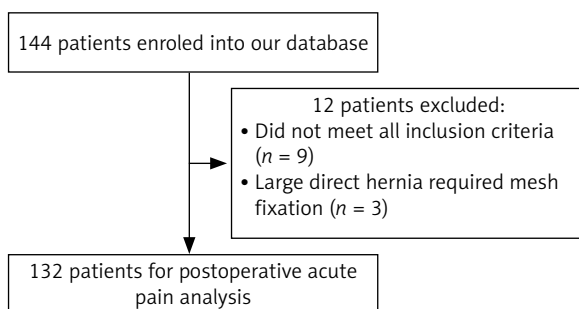 144 patients enroled into our database
12 patients excluded:
• Did not meet all inclusion criteria
(n = 9)
• Large direct hernia required mesh
fixation (n = 3)
132 patients for postoperative acute
pain analysis